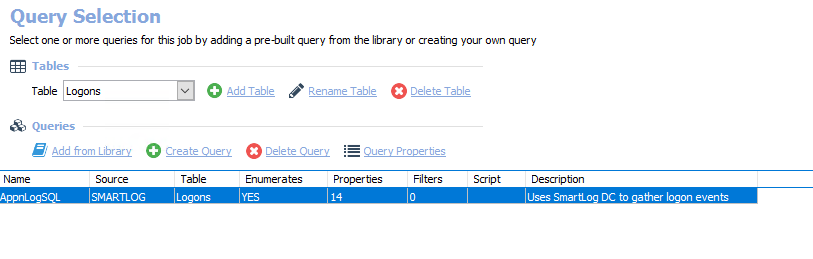 Query Selection
Select one or more queries for this job by adding a pre-built query from the library or creating your own query
Tables
Table Logons Add Table Rename Table Delete Table
Queries
Add from Library Create Query Delete Query Query Properties
Name Source Table Enumerates Properties Filters Script Description
AppnLogSQL SMARTLOG Logons YES 14 0 Uses SmartLog DC to gather logon events